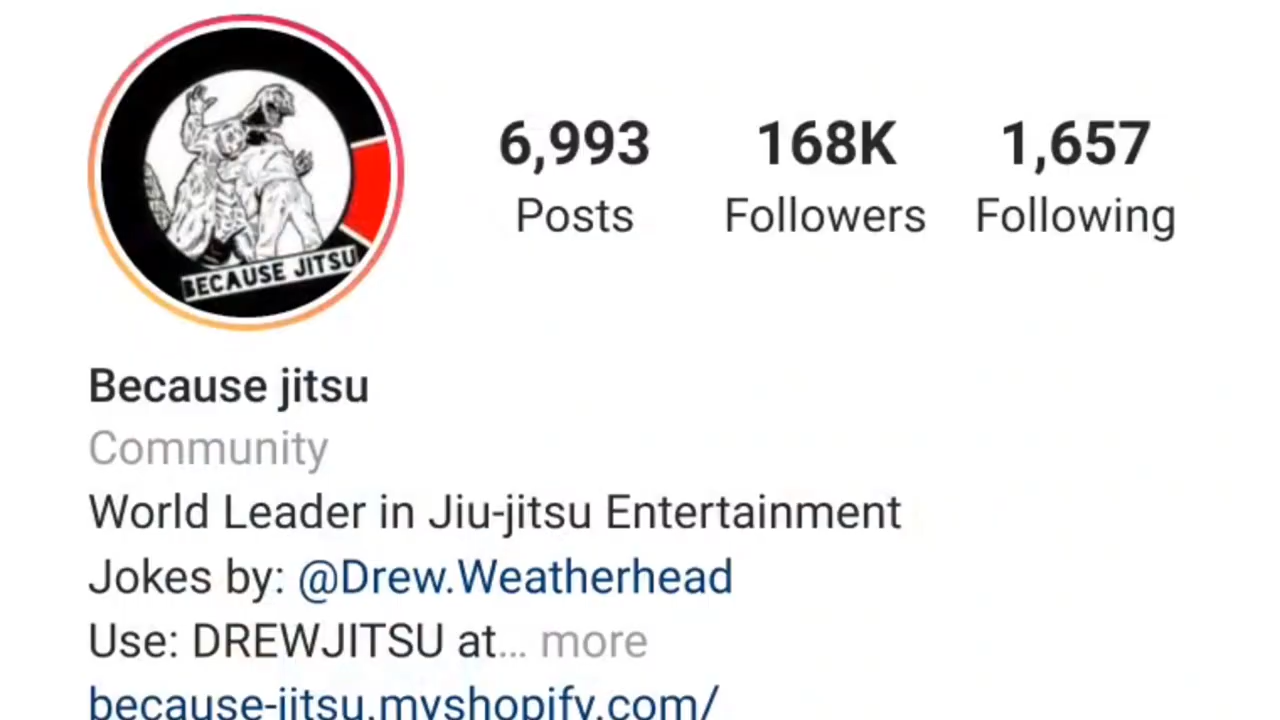 BECAUSE JITSU
6,993 168K 1,657
Posts Followers Following
Because jitsu
Community
World Leader in Jiu-jitsu Entertainment
Jokes by: @Drew.Weatherhead
Use: DREWJITSU at... more
because-jitsu.myshopify.com/